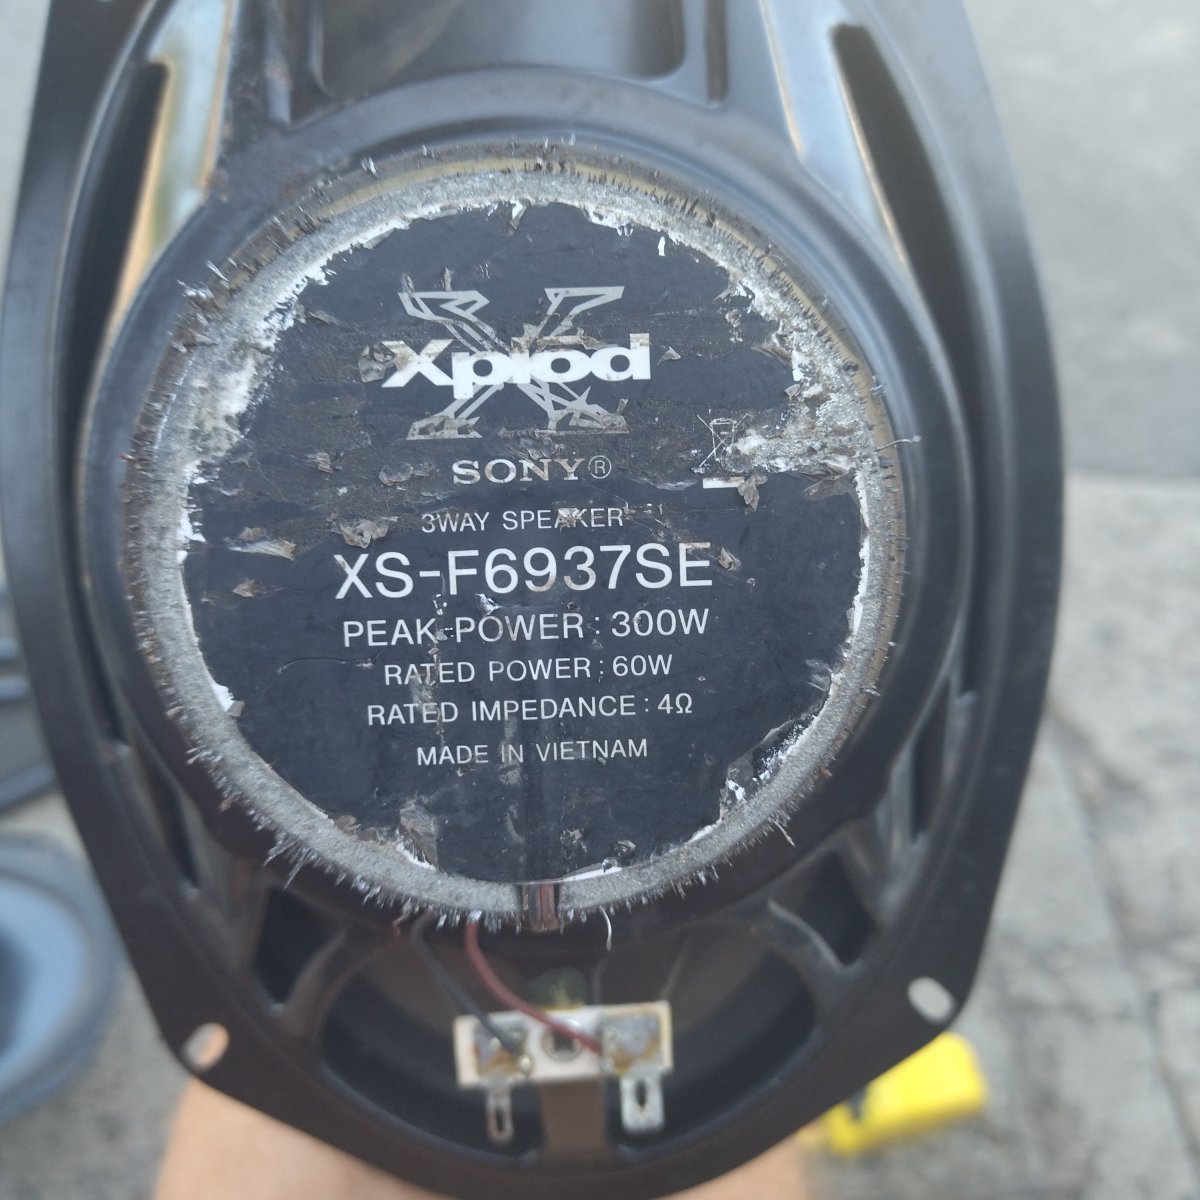 Xplod
SONY®
3WAY SPEAKER
XS-F6937SE
PEAK POWER : 300W
RATED POWER : 60W
RATED IMPEDANCE : 4Ω
MADE IN VIETNAM